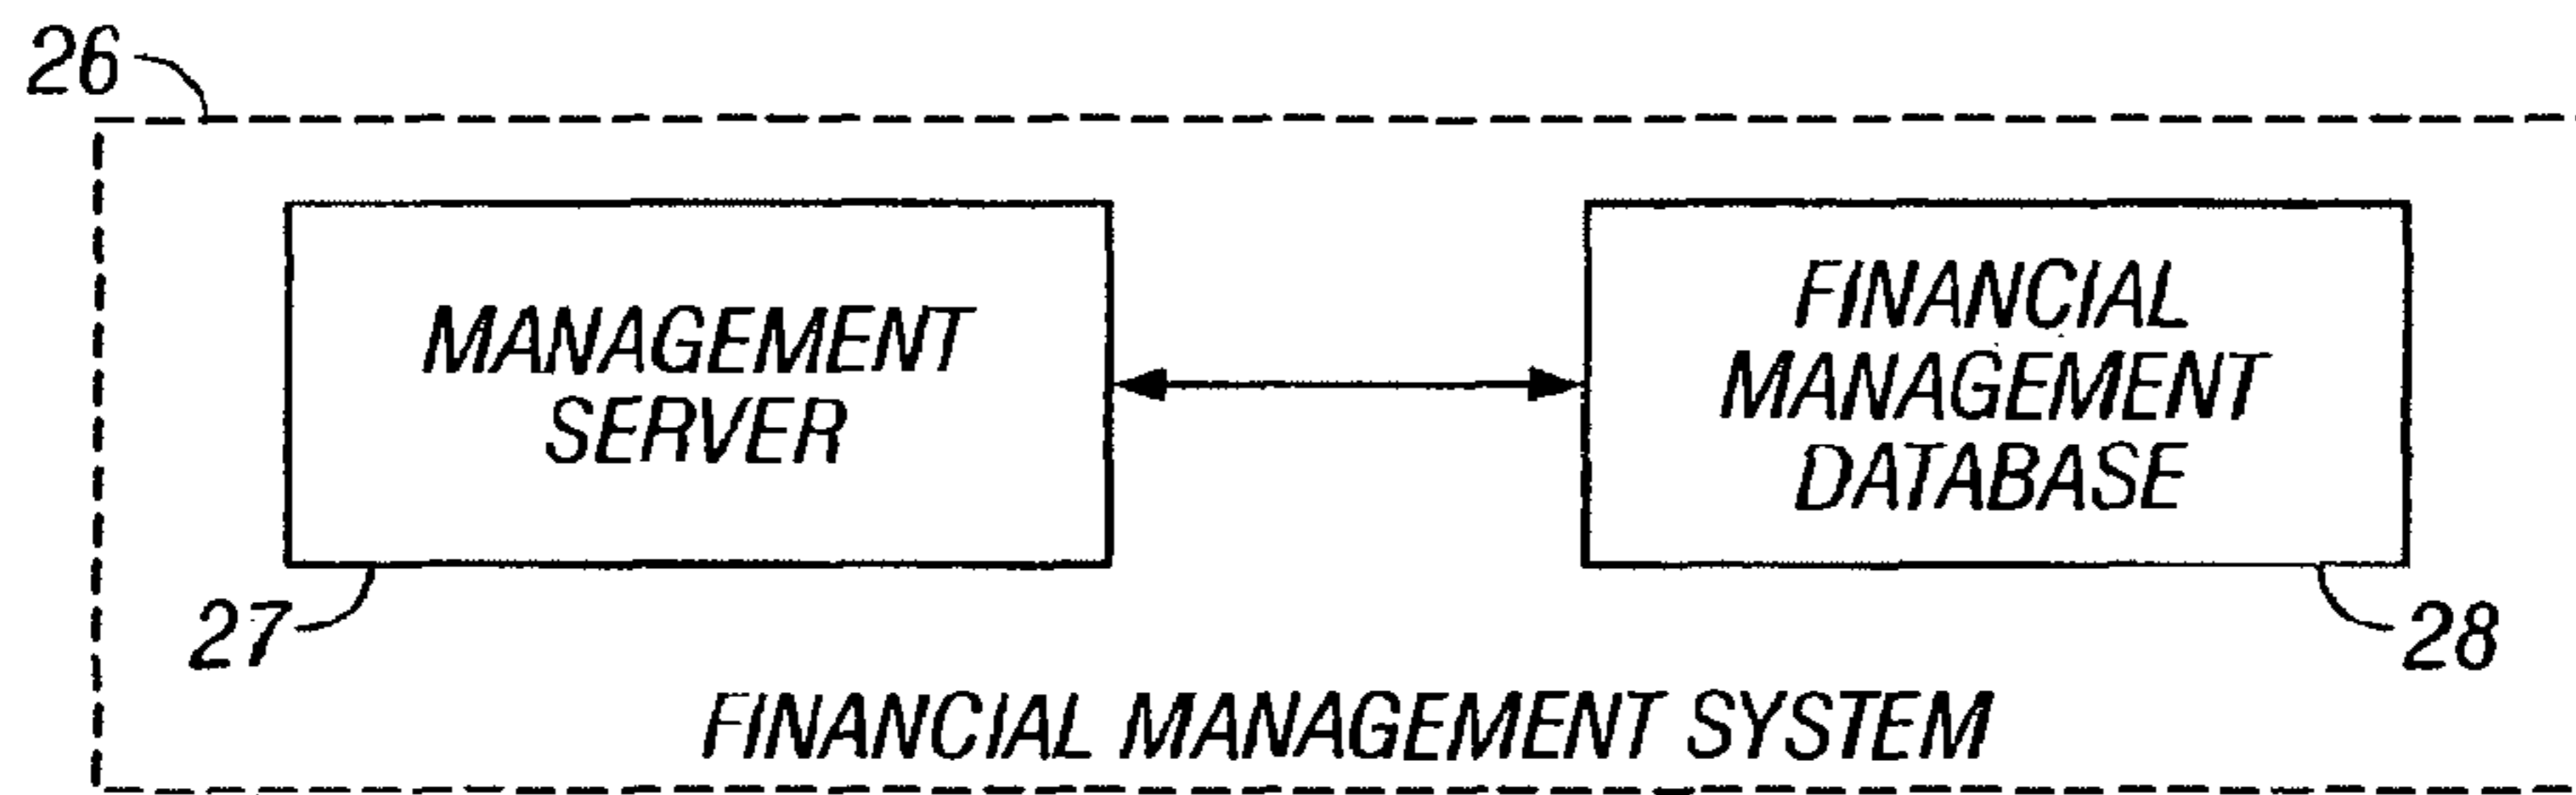 26
MANAGEMENT
SERVER
FINANCIAL
MANAGEMENT
DATABASE
27
28
FINANCIAL MANAGEMENT SYSTEM